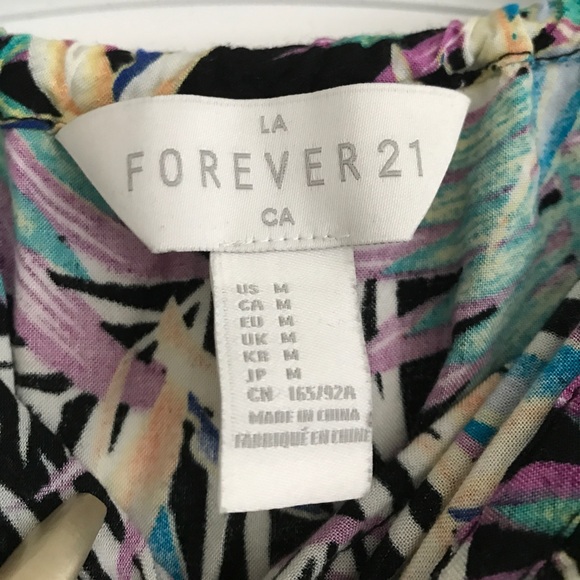 LA
FOREVER 21
CA
US M
CA M
EU M
UK M
KR M
JP M
CN 165/92A
MADE IN CHINA
FABRIQUÉ EN CHINE